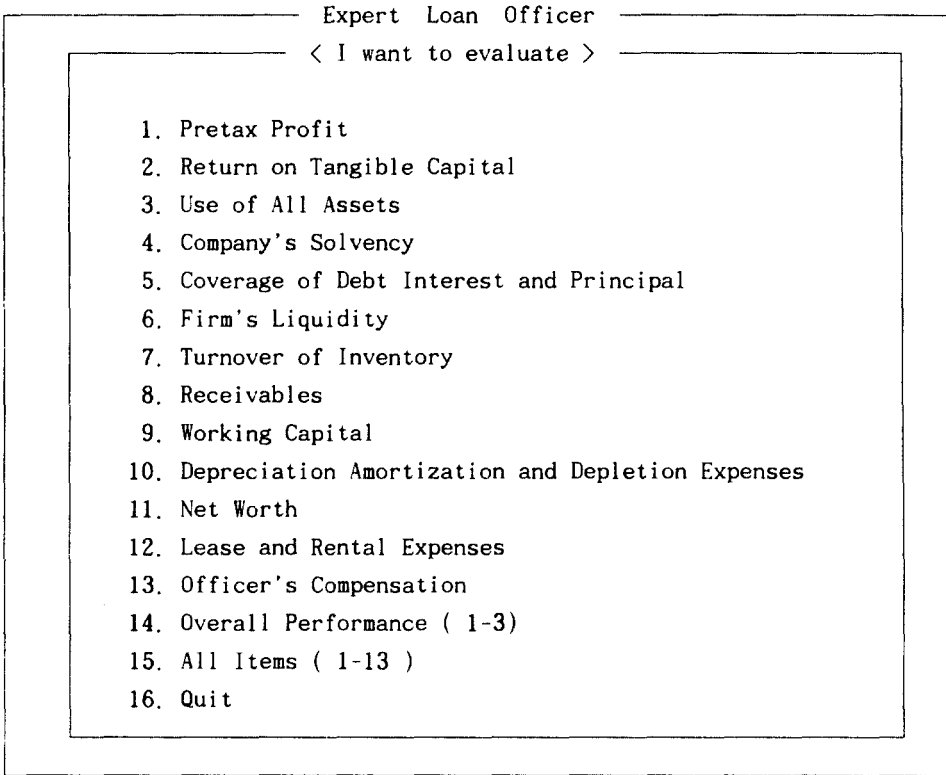 Expert Loan Officer
< I want to evaluate >
1. Pretax Profit
2. Return on Tangible Capital
3. Use of All Assets
4. Company's Solvency
5. Coverage of Debt Interest and Principal
6. Firm's Liquidity
7. Turnover of Inventory
8. Receivables
9. Working Capital
10. Depreciation Amortization and Depletion Expenses
11. Net Worth
12. Lease and Rental Expenses
13. Officer's Compensation
14. Overall Performance ( 1-3)
15. All Items ( 1-13 )
16. Quit